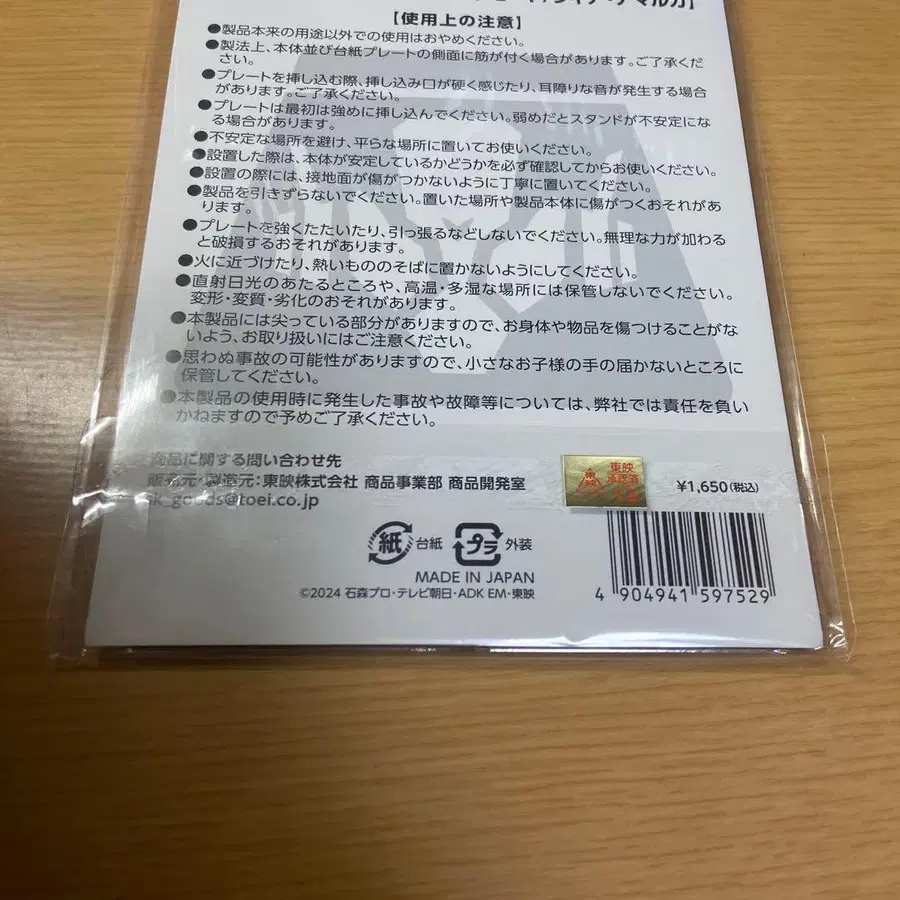 【使用上の注意】
●製品本来の用途以外での使用はおやめください。
●製法上、本体並び台紙プレートの側面に筋が付く場合があります。ご了承くだ
さい。
●プレートを挿し込む際、挿し込み口が硬く感じたり、耳障りな音が発生する場合
があります。ご了承ください。
●プレートは最初は強めに挿し込んでください。弱めだとスタンドが不安定にな
る場合があります。
●不安定な場所を避け、平らな場所に置いてお使いください。
●設置した際は、本体が安定しているかどうかを必ず確認してからお使いください。
●設置の際には、接地面が傷がつかないように丁寧に置いてください。
●製品を引きずらないでください。置いた場所や製品本体に傷がつくおそれがあ
ります。
●プレートを強くたたいたり、引っ張るなどしないでください。無理な力が加わる
と破損するおそれがあります。
●火に近づけたり、熱いもののそばに置かないようにしてください。
●直射日光のあたるところや、高温・多湿な場所には保管しないでください。
変形・変質・劣化のおそれがあります。
●本製品には尖っている部分がありますので、お身体や物品を傷つけることがな
いよう、お取り扱いにはご注意ください。
●思わぬ事故の可能性がありますので、小さなお子様の手の届かないところに
保管してください。
●本製品の使用時に発生した事故や故障等については、弊社では責任を負い
かねますので予めご了承ください。
商品に関する問い合わせ先
販売元・製造元：東映株式会社 商品事業部 商品開発室
sk_goods@toei.co.jp
東映
承認済
¥1,650（税込）
紙 台紙 プラ 外装
MADE IN JAPAN
©2024 石森プロ・テレビ朝日・ADK EM・東映
4 904941 597529